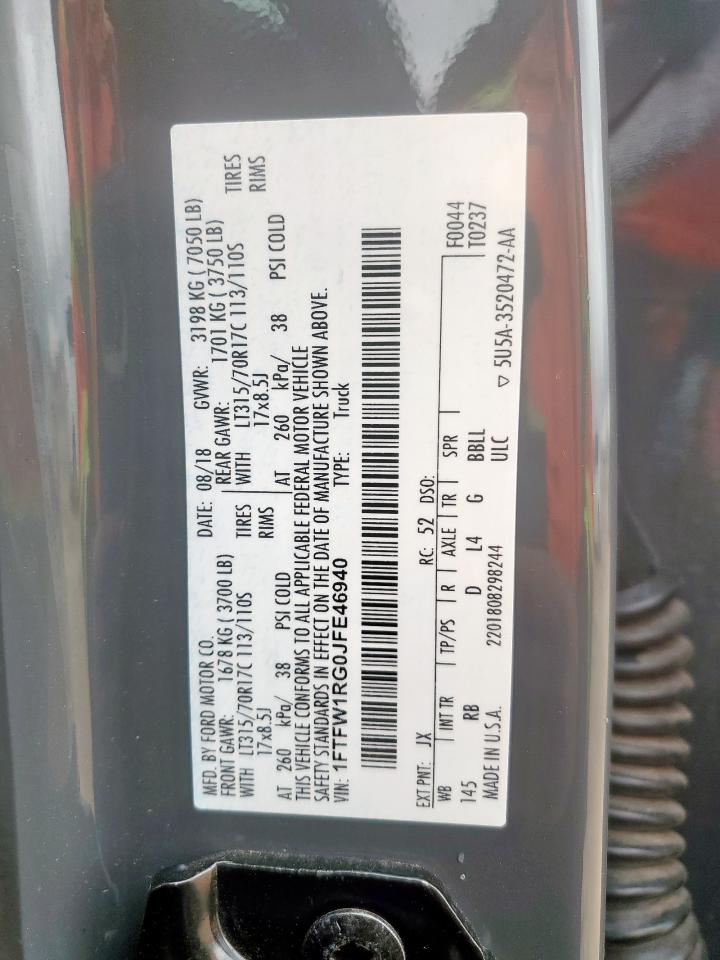 MFD. BY FORD MOTOR CO. DATE: 08/18 GVWR: 3198 KG ( 7050 LB)
FRONT GAWR: 1678 KG ( 3700 LB) REAR GAWR: 1701 KG ( 3750 LB)
WITH LT315/70R17C 113/110S TIRES WITH LT315/70R17C 113/110S TIRES
17x8.5J RIMS 17x8.5J RIMS
AT 260 kPa/ 38 PSI COLD AT 260 kPa/ 38 PSI COLD
THIS VEHICLE CONFORMS TO ALL APPLICABLE FEDERAL MOTOR VEHICLE
SAFETY STANDARDS IN EFFECT ON THE DATE OF MANUFACTURE SHOWN ABOVE.
VIN: 1FTFW1RG0JFE46940 TYPE: Truck
EXT PNT: JX RC: 52 DSO:
WB INT TR TP/PS R AXLE TR SPR F0044
145 RB D L4 G BBLL T0237
MADE IN U.S.A. 2201808298244 ULC ▽ 5U5A-3520472-AA